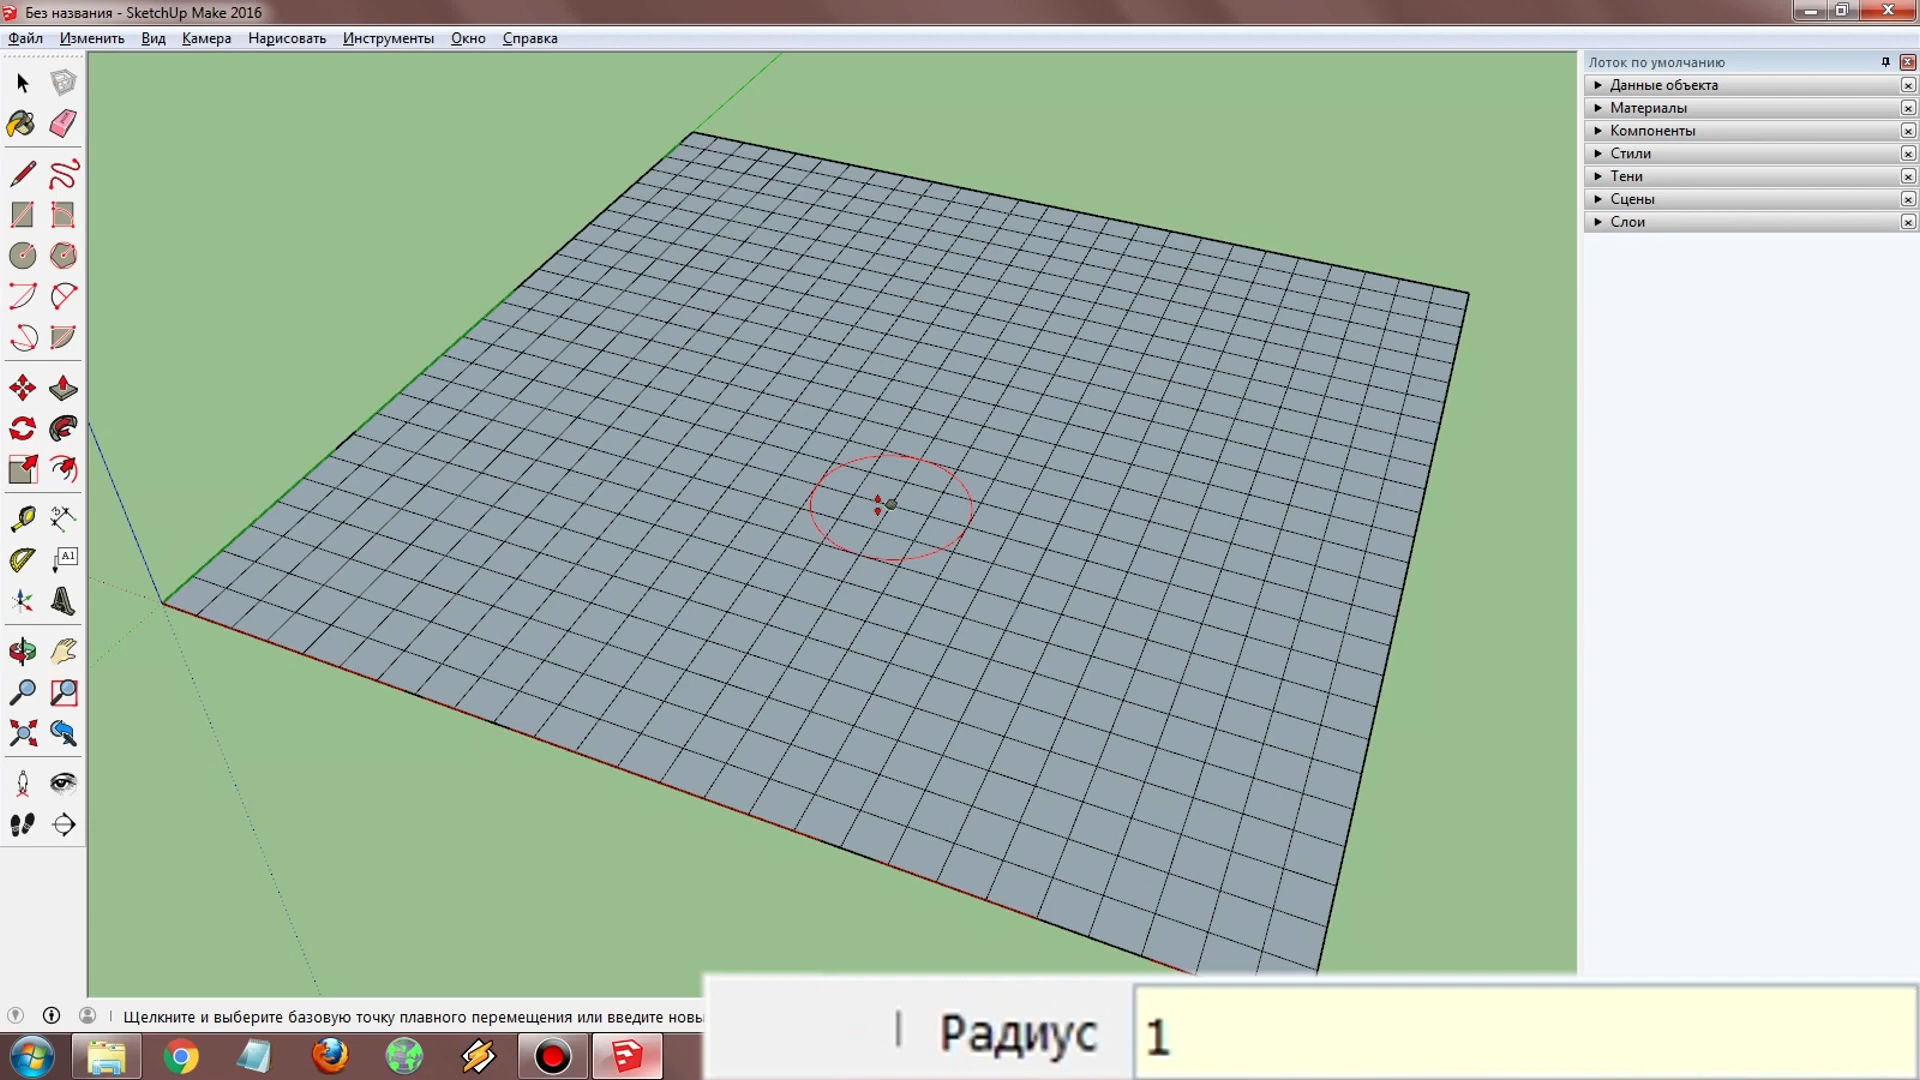 Без названия - SketchUp Make 2016
Файл Изменить Вид Камера Нарисовать Инструменты Окно Справка
Лоток по умолчанию
Данные объекта
Материалы
Компоненты
Стили
Тени
Сцены
Слои
A1
Щелкните и выберите базовую точку плавного перемещения или введите новы
Радиус 1